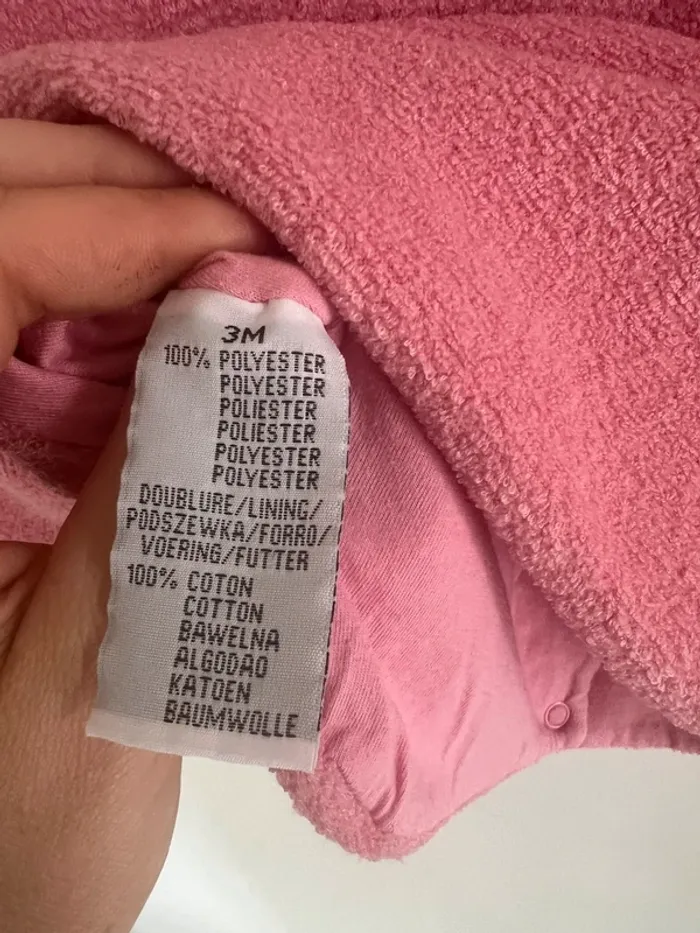 3M
100% POLYESTER
POLYESTER
POLIESTER
POLIESTER
POLYESTER
POLYESTER
DOUBLURE/LINING/
PODSZEWKA/FORRO/
VOERING/FUTTER
100% COTON
COTTON
BAWELNA
ALGODAO
KATOEN
BAUMWOLLE